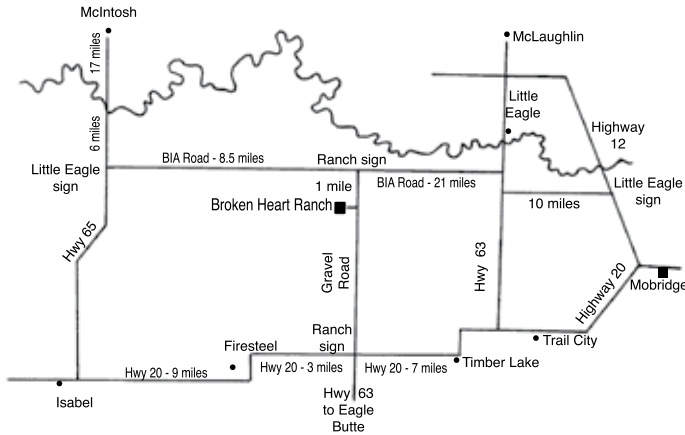 McIntosh
McLaughlin
17 miles
Little
Eagle
Highway
12
6 miles
BIA Road - 8.5 miles
Ranch sign
Little Eagle
sign
1 mile
BIA Road - 21 miles
Little Eagle
sign
Broken Heart Ranch
10 miles
Hwy 65
Gravel
Road
Hwy 63
Highway 20
Mobridge
Ranch
sign
Firesteel
Trail City
Hwy 20 - 9 miles
Hwy 20 - 3 miles
Hwy 20 - 7 miles
Timber Lake
Isabel
Hwy 63
to Eagle
Butte